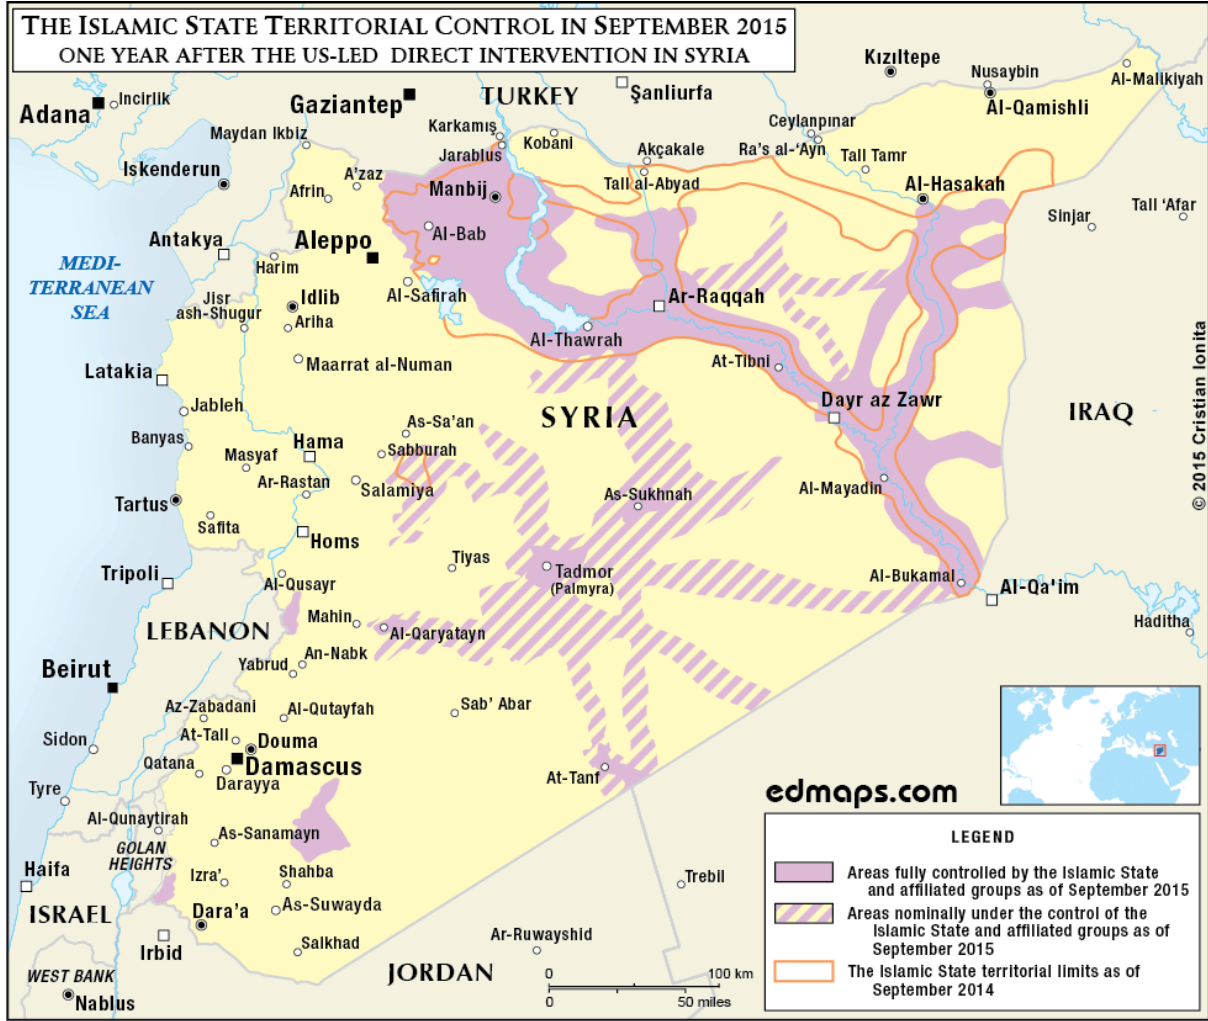 THE ISLAMIC STATE TERRITORIAL CONTROL IN SEPTEMBER 2015
ONE YEAR AFTER THE US-LED DIRECT INTERVENTION IN SYRIA
Kızıltepe
Nusaybin
Al-Malikiyah
Al-Qamishli
Adana
Incirlik
Gaziantep
TURKEY
Şanliurfa
Maydan Ikbiz
Karkamış
Kobani
Ceylanpınar
Jarablus
Akçakale
Ra's al-‘Ayn
Tall Tamr
Iskenderun
A'zaz
Tall al-Abyad
Afrin
Manbij
Al-Hasakah
Sinjar
Tall ‘Afar
Antakya
Aleppo
Al-Bab
MEDI-
TERRANEAN
SEA
Harim
Al-Safirah
Ar-Raqqah
Jisr
ash-Shugur
Idlib
Ariha
Al-Thawrah
Maarrat al-Numan
At-Tibni
Latakia
Dayr az Zawr
Jableh
SYRIA
IRAQ
As-Sa'an
Banyas
Hama
Sabburah
Masyaf
Ar-Rastan
Salamiya
As-Sukhnah
Al-Mayadin
Tartus
Safita
Homs
Tiyas
Tadmor
(Palmyra)
Tripoli
Al-Qusayr
Al-Bukamal
Al-Qa'im
Haditha
LEBANON
Mahin
Al-Qaryatayn
Beirut
Yabrud
An-Nabk
Az-Zabadani
Al-Qutayfah
Sab' Abar
At-Tall
Sidon
Douma
Qatana
Damascus
Darayya
At-Tanf
Tyre
Al-Qunaytirah
As-Sanamayn
GOLAN
HEIGHTS
Haifa
Izra'
Shahba
Trebil
ISRAEL
Dara'a
As-Suwayda
Irbid
Salkhad
Ar-Ruwayshid
WEST BANK
JORDAN
Nablus
0 100 km
0 50 miles
© 2015 Cristian Ionita
edmaps.com
LEGEND
Areas fully controlled by the Islamic State
and affiliated groups as of September 2015
Areas nominally under the control of the
Islamic State and affiliated groups as of
September 2015
The Islamic State territorial limits as of
September 2014